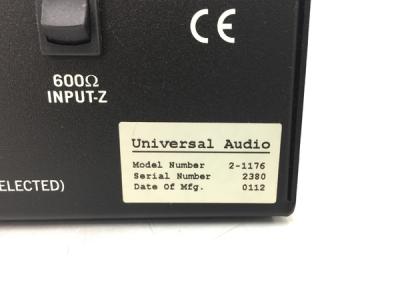 CE
600Ω
INPUT-Z
Universal Audio
Model Number 2-1176
Serial Number 2380
Date Of Mfg. 0112
ELECTED)